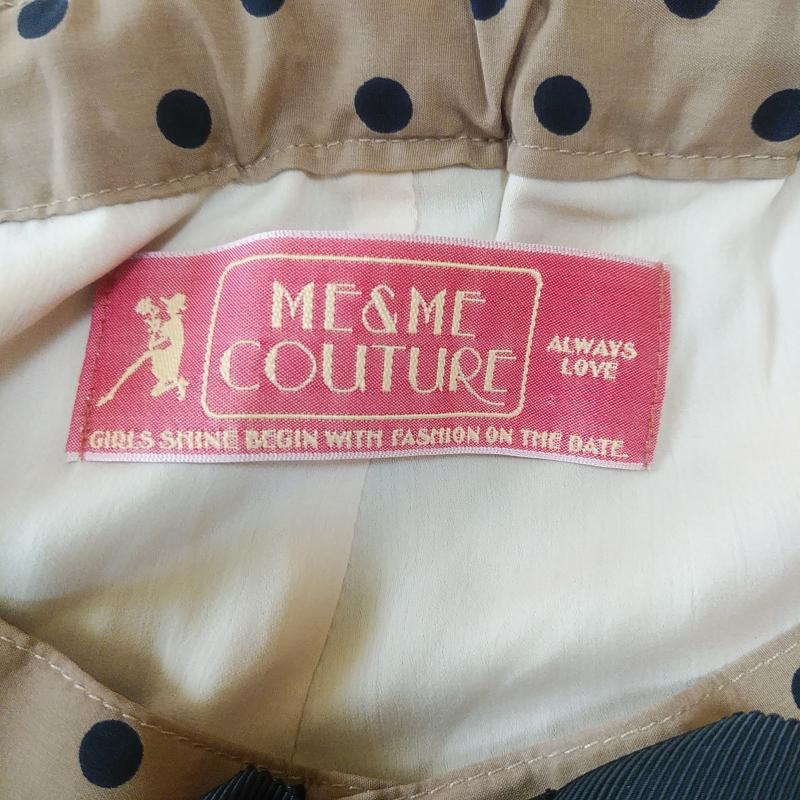 ME&ME
COUTURE
ALWAYS
LOVE
GIRLS SHINE BEGIN WITH FASHION ON THE DATE.